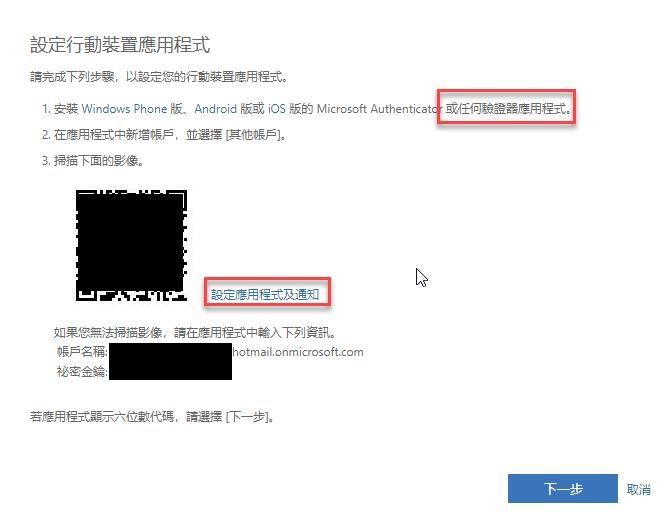 設定行動裝置應用程式
請完成下列步驟，以設定您的行動裝置應用程式。
1. 安裝 Windows Phone 版、Android 版或 iOS 版的 Microsoft Authenticator 或任何驗證器應用程式。
2. 在應用程式中新增帳戶，並選擇 [其他帳戶]。
3. 掃描下面的影像。
設定應用程式及通知
如果您無法掃描影像，請在應用程式中輸入下列資訊。
帳戶名稱: hotmail.onmicrosoft.com
祕密金鑰:
若應用程式顯示六位數代碼，請選擇 [下一步]。
下一步 取消